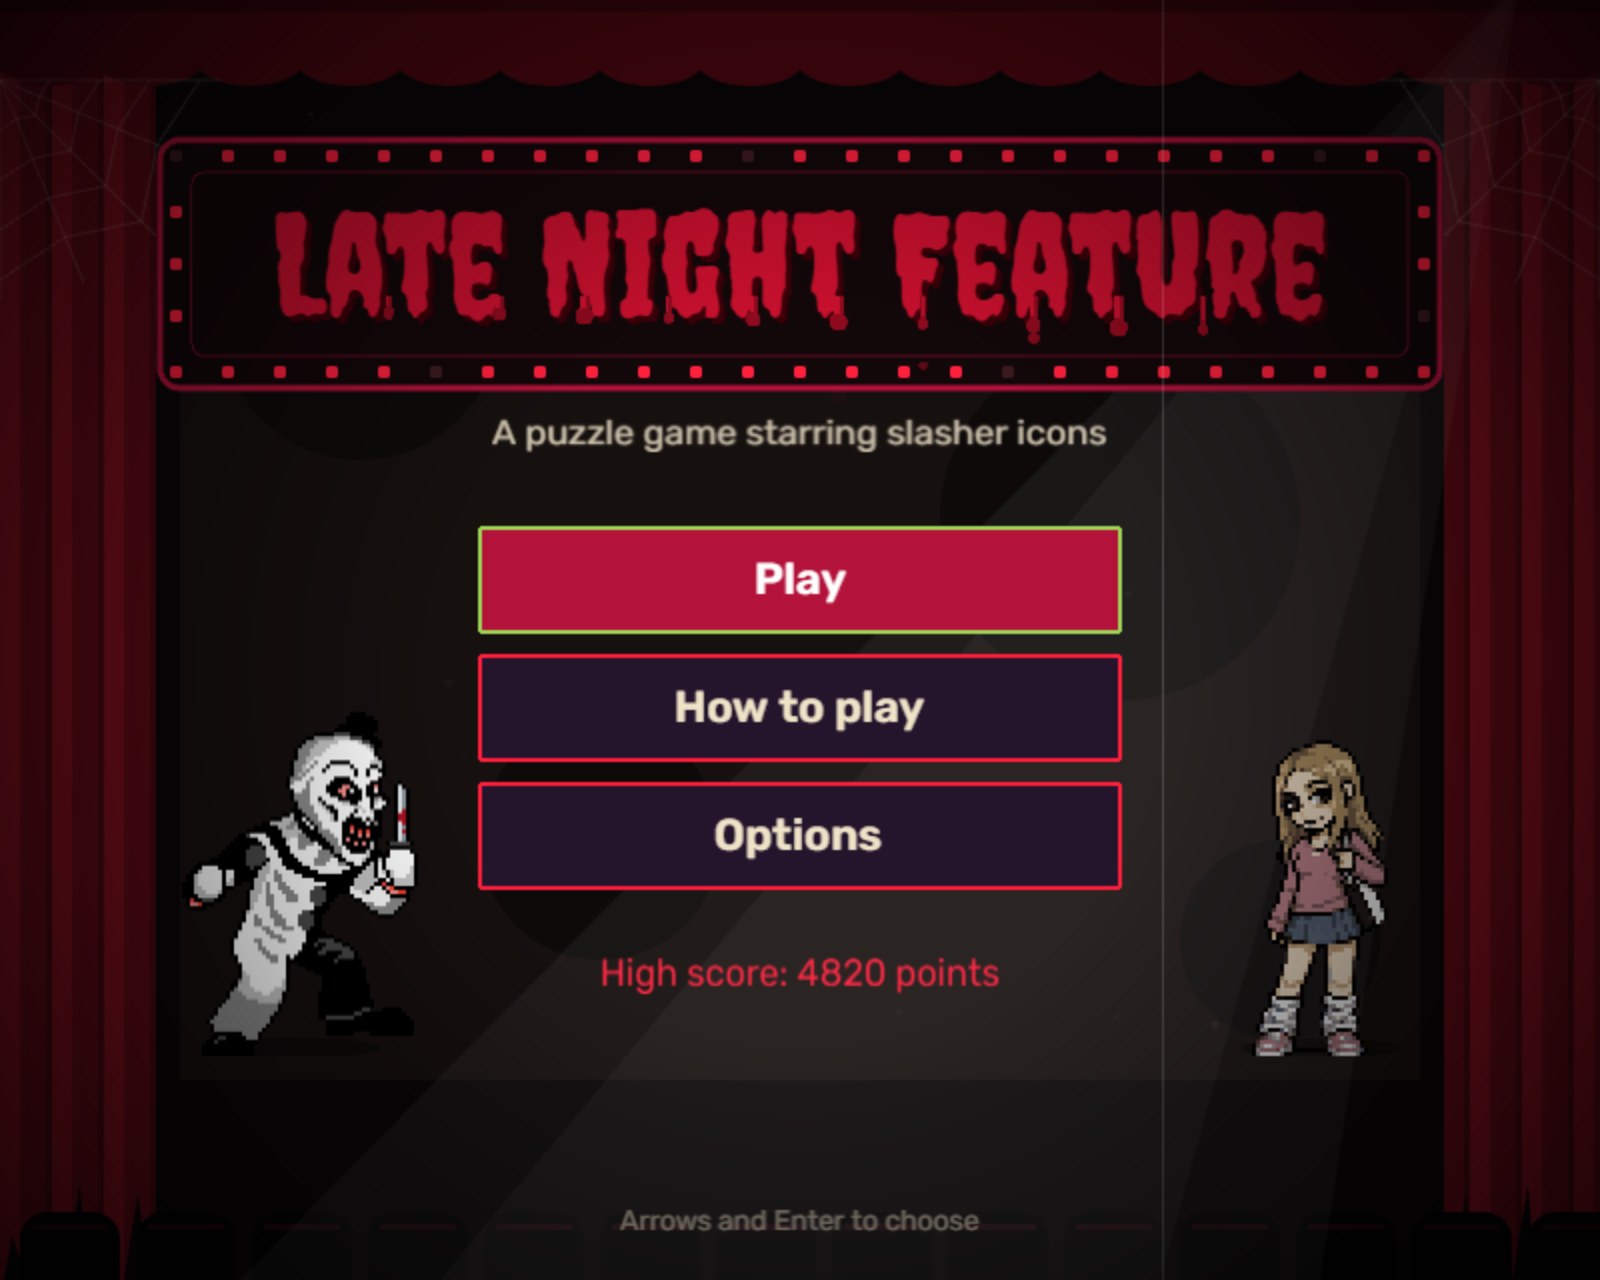 LATE NIGHT FEATURE
A puzzle game starring slasher icons
Play
How to play
Options
High score: 4820 points
Arrows and Enter to choose